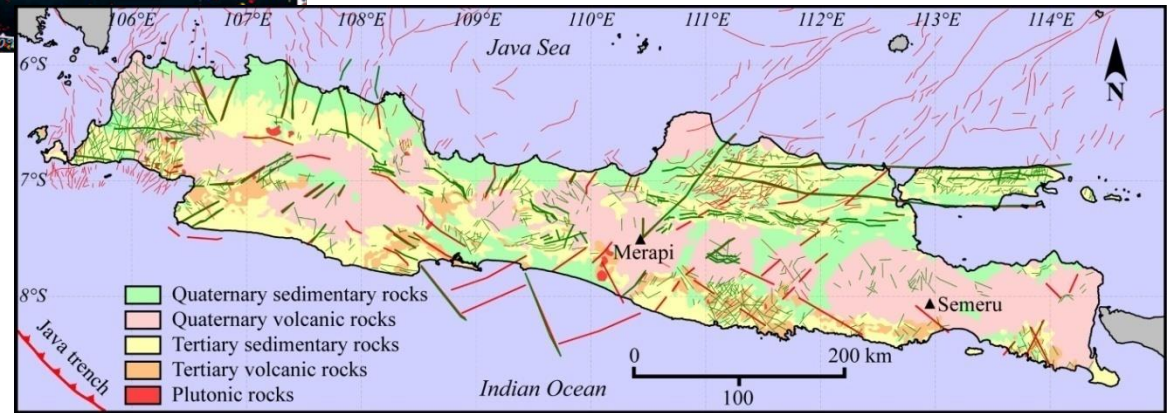 106°E 107°E 108°E 109°E 110°E 111°E 112°E 113°E 114°E
Java Sea
6°S
N
7°S
Merapi
8°S
Semeru
Quaternary sedimentary rocks
Quaternary volcanic rocks
Tertiary sedimentary rocks
Tertiary volcanic rocks
Plutonic rocks
Java trench
0 200 km
100
Indian Ocean